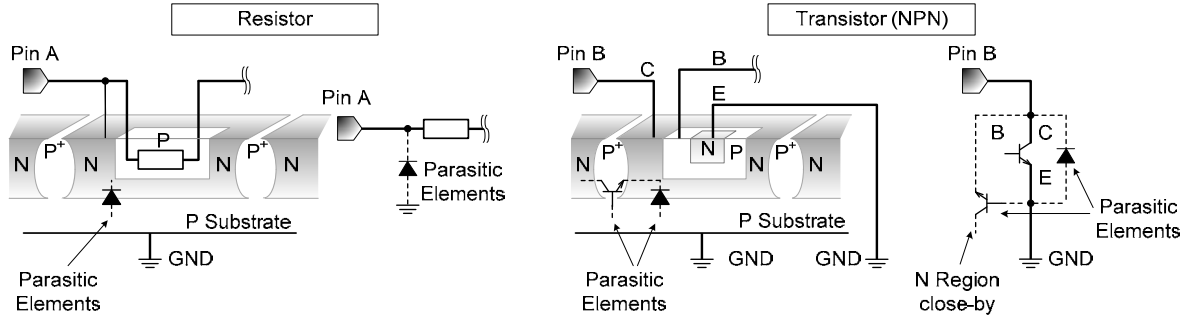 Resistor
Transistor (NPN)
Pin A
Pin B
C
B
E
Pin B
Pin A
N
P⁺
N
P
N
P⁺
N
N
P⁺
N
N
P
P⁺
N
B
C
E
Parasitic
Elements
P Substrate
GND
Parasitic
Elements
P Substrate
GND
GND
Parasitic
Elements
Parasitic
Elements
N Region
close-by
GND